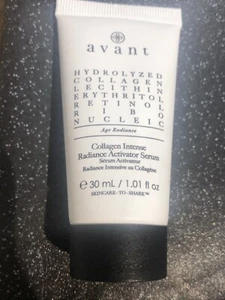 avant
HYDROLYZED
COLLAGEN
LECITHIN
ERYTHRITOL
RETINOL
RIBO
NUCLEIC
Age Radiance
Collagen Intense
Radiance Activator Serum
Sérum Activateur
Radiance Intensive au Collagène
℮ 30 mL / 1.01 fl oz
SKINCARE-TO-SHARE™